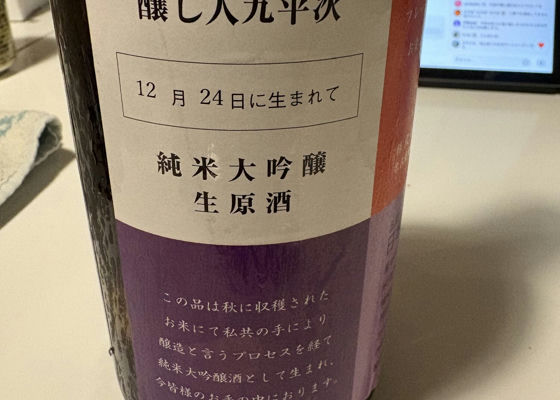 醸し人九平次
12月24日に生まれて
純米大吟醸
生原酒
この品は秋に収穫された
お米にて私共の手により
醸造と言うプロセスを経て
純米大吟醸酒として生まれ、
今皆様のお手の中におります。